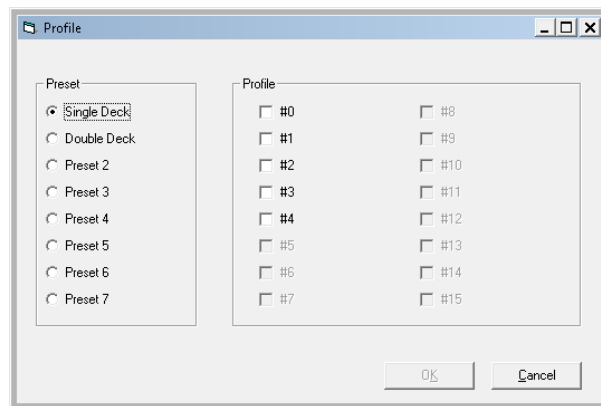 Profile
Preset
Single Deck
Double Deck
Preset 2
Preset 3
Preset 4
Preset 5
Preset 6
Preset 7
Profile
#0
#1
#2
#3
#4
#5
#6
#7
#8
#9
#10
#11
#12
#13
#14
#15
OK
Cancel